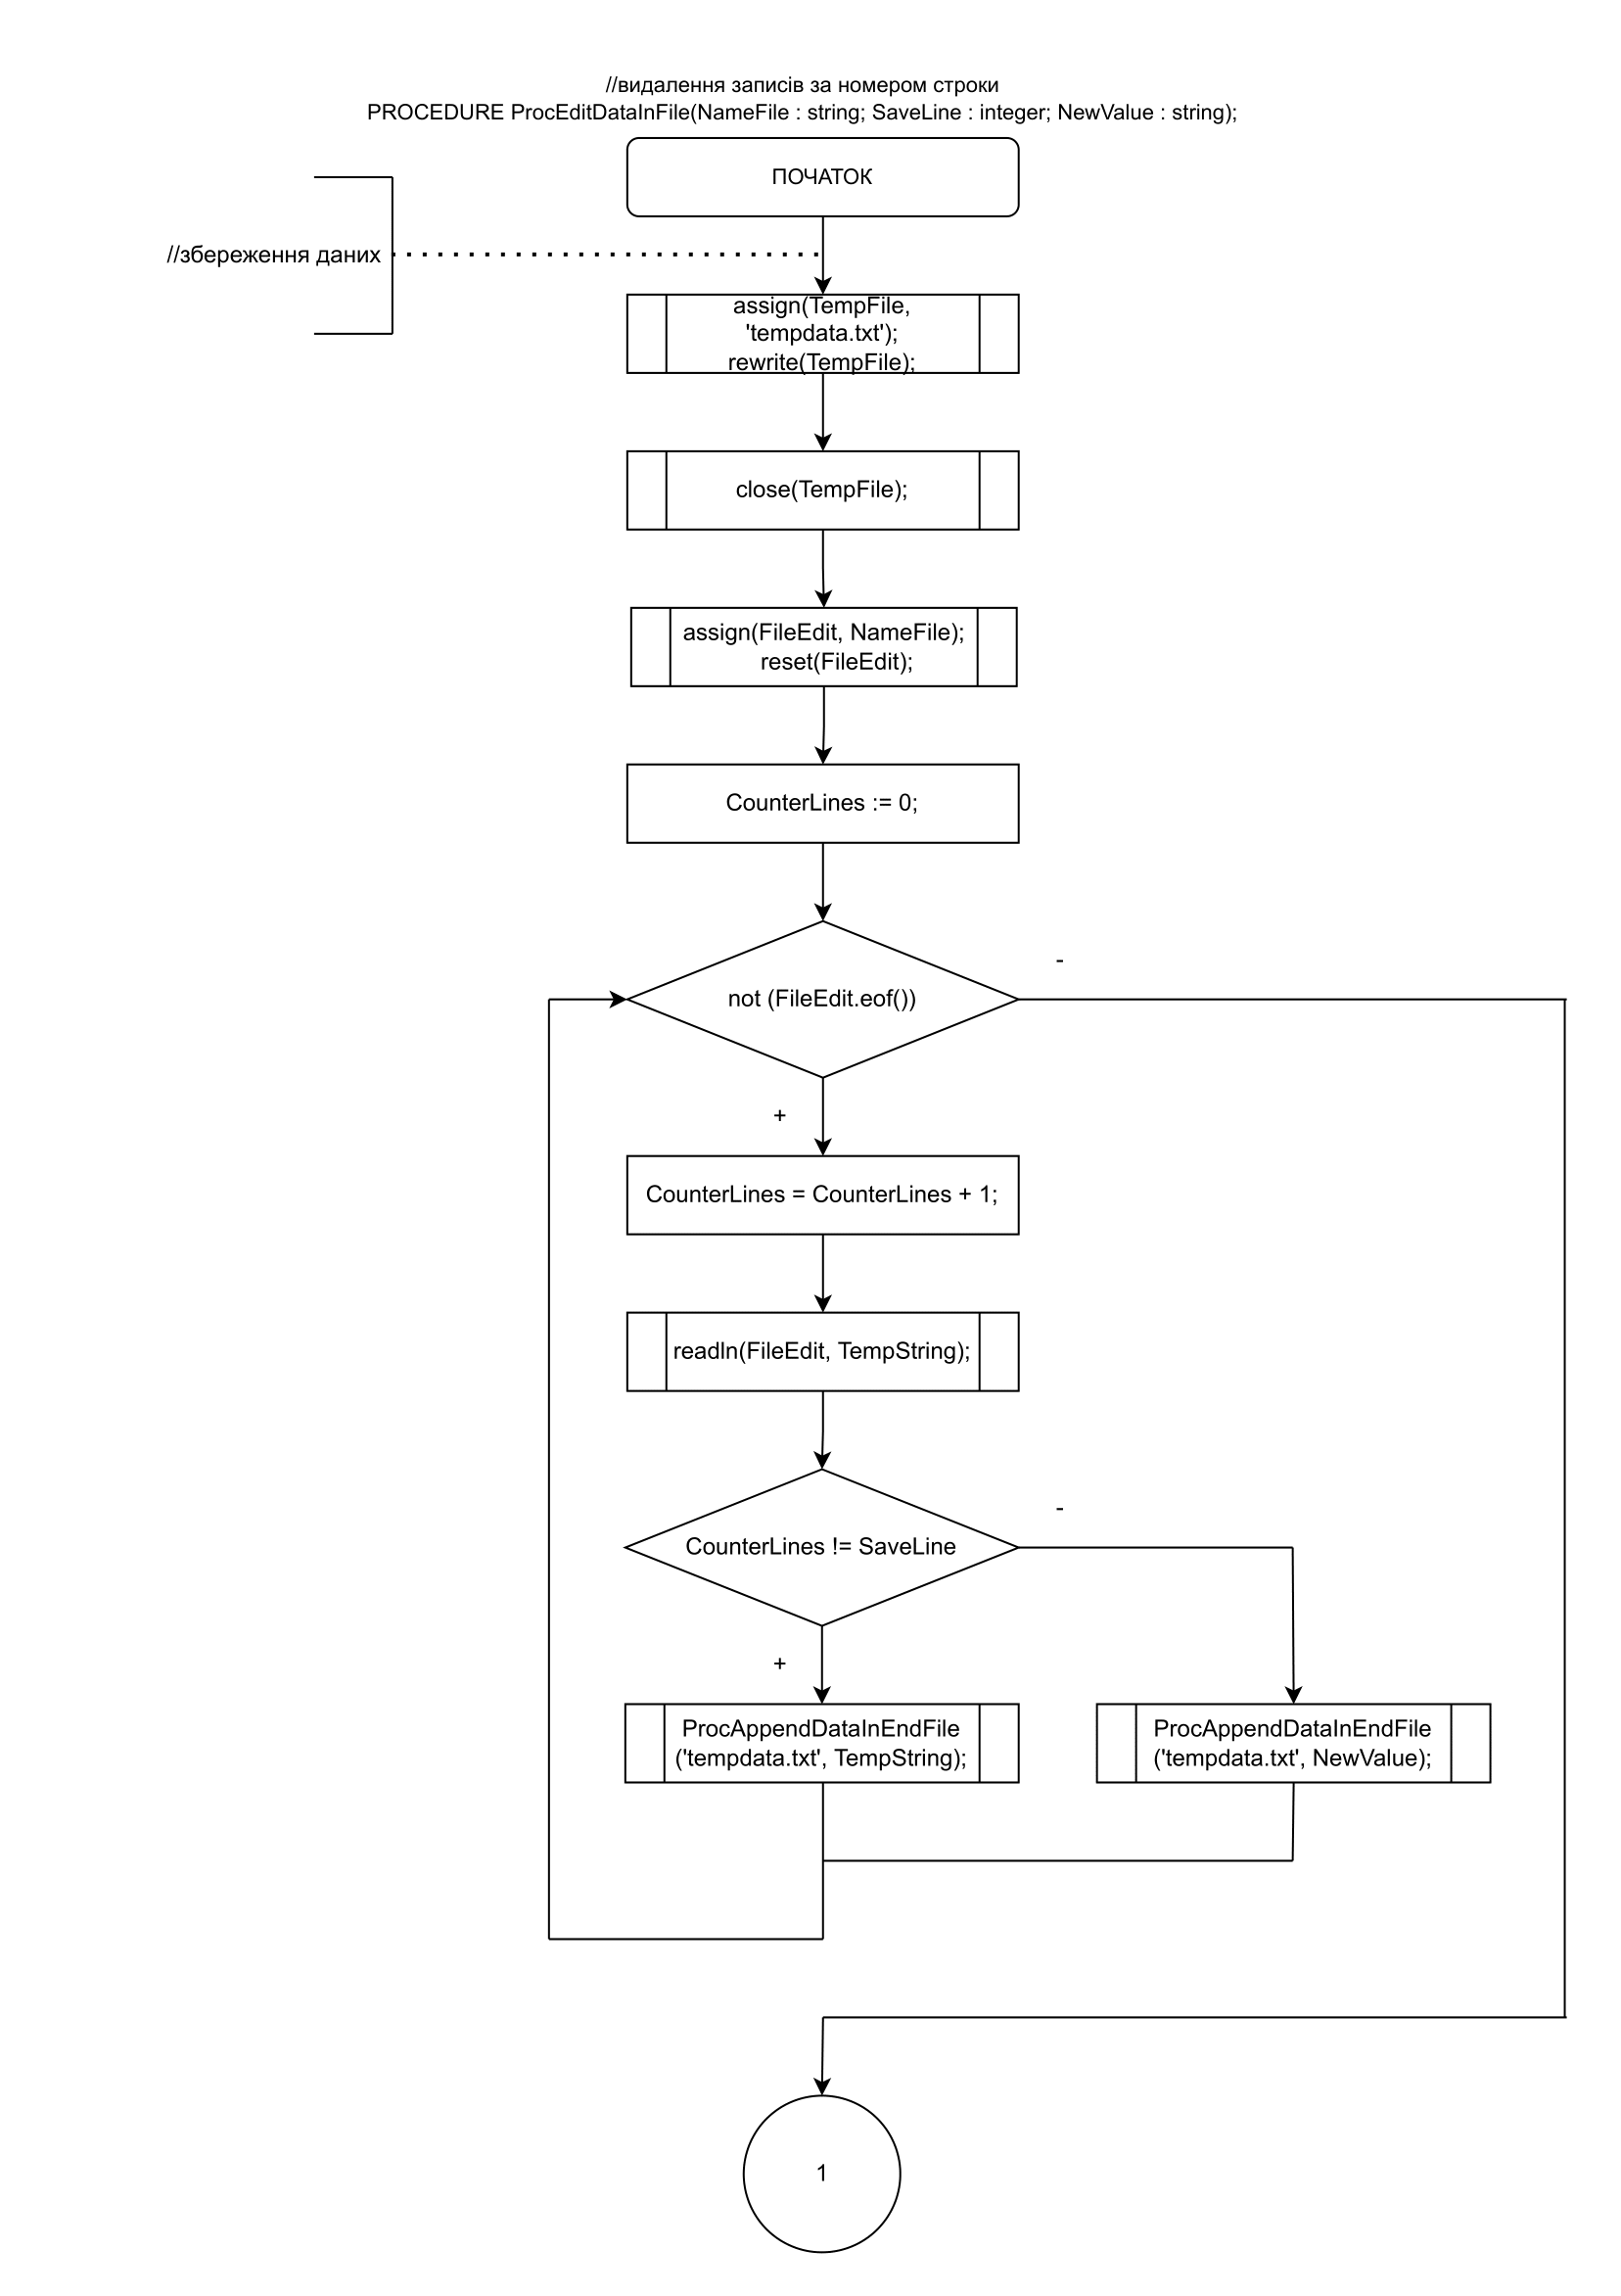 //видалення записів за номером строки
PROCEDURE ProcEditDataInFile(NameFile : string; SaveLine : integer; NewValue : string);
ПОЧАТОК
//збереження даних
assign(TempFile,
'tempdata.txt');
rewrite(TempFile);
close(TempFile);
assign(FileEdit, NameFile);
reset(FileEdit);
CounterLines := 0;
-
not (FileEdit.eof())
+
CounterLines = CounterLines + 1;
readln(FileEdit, TempString);
-
CounterLines != SaveLine
+
ProcAppendDataInEndFile
('tempdata.txt', TempString);
ProcAppendDataInEndFile
('tempdata.txt', NewValue);
1